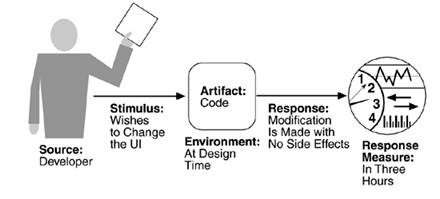 Source:
Developer
Stimulus:
Wishes
to Change
the UI
Artifact:
Code
Environment:
At Design
Time
Response:
Modification
Is Made with
No Side Effects
1
2
3
4
Response
Measure:
In Three
Hours